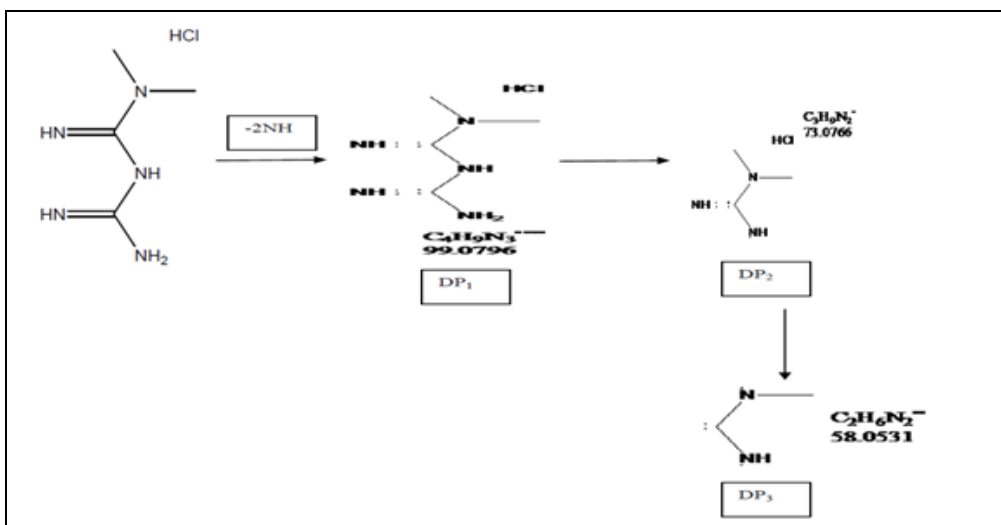 HCl
N
HN
NH
HN
NH₂
-2NH
HCl
N
NH
NH
NH
NH₂
C₄H₉N₃
99.0796
DP₁
C₃H₉N₂⁻
73.0766
HCl
N
NH
NH
DP₂
N
NH
C₂H₆N₂⁻
58.0531
DP₃